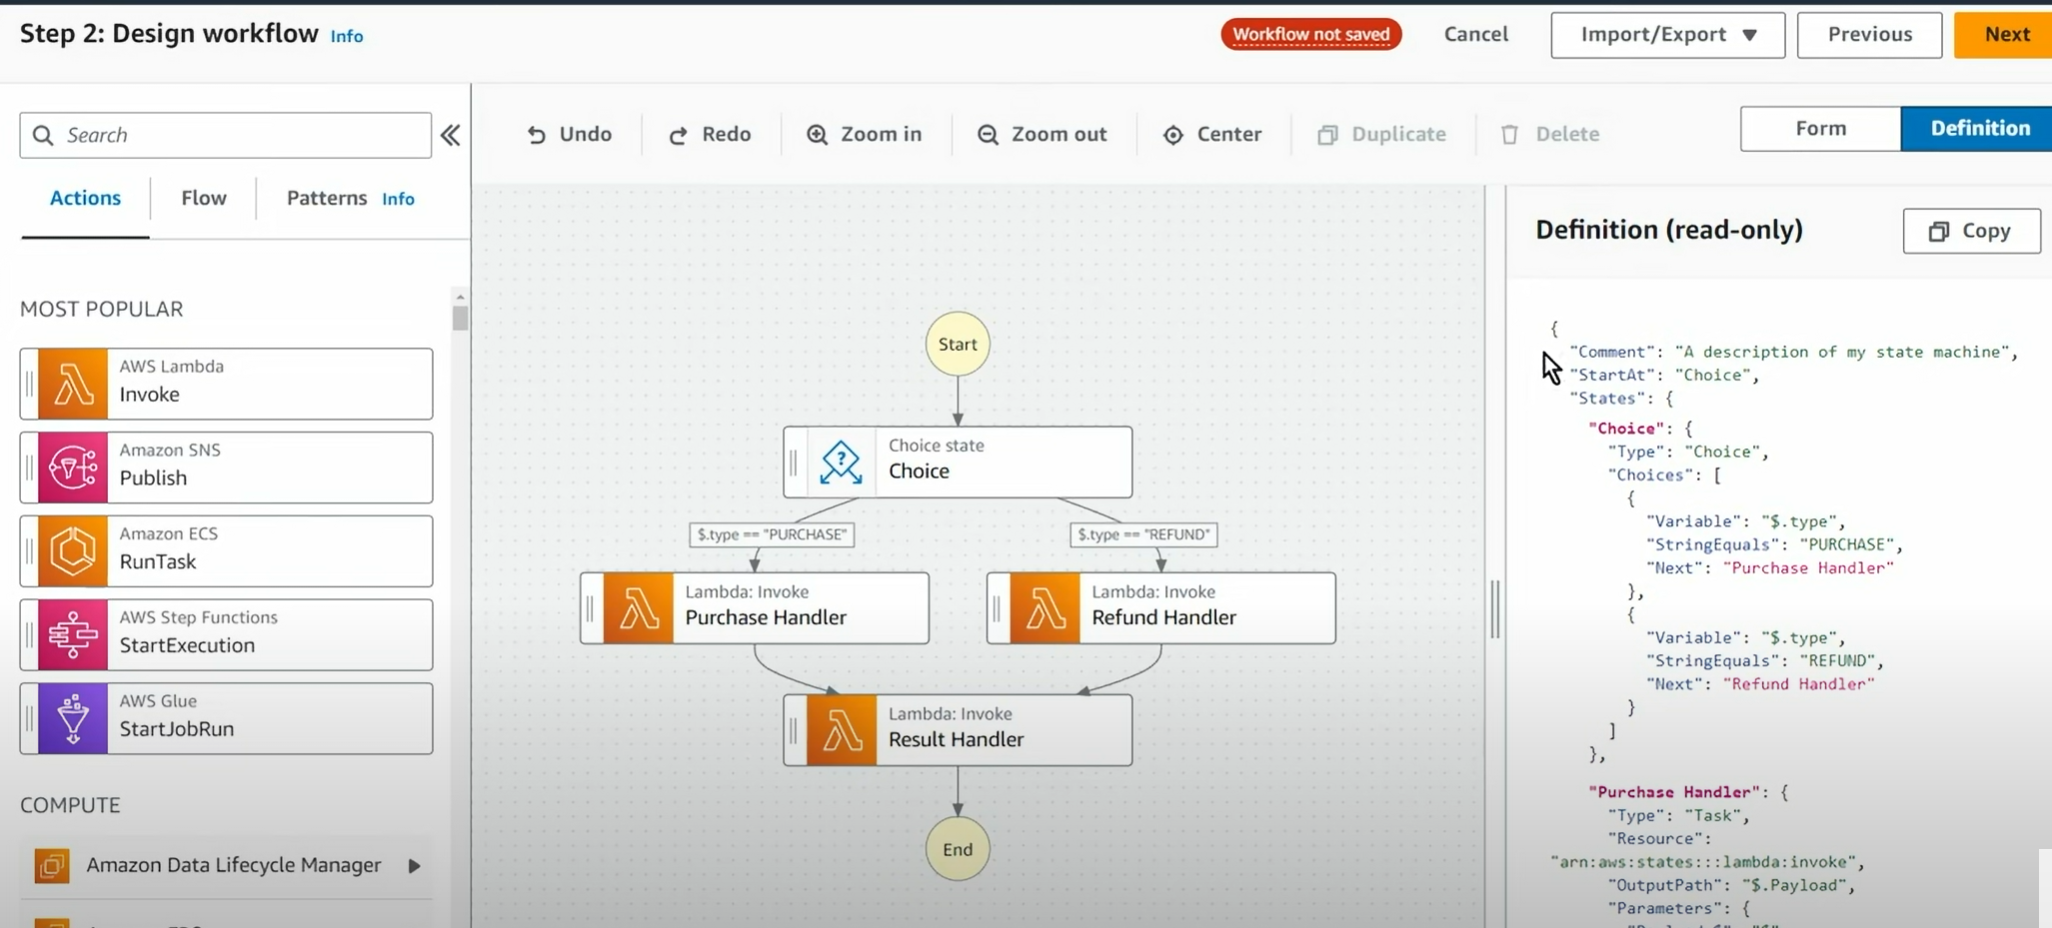 Step 2: Design workflow Info
Workflow not saved
Cancel
Import/Export
Previous
Next
Search
Undo
Redo
Zoom in
Zoom out
Center
Duplicate
Delete
Form
Definition
Actions
Flow
Patterns Info
MOST POPULAR
AWS Lambda
Invoke
Amazon SNS
Publish
Amazon ECS
RunTask
AWS Step Functions
StartExecution
AWS Glue
StartJobRun
COMPUTE
Amazon Data Lifecycle Manager
Start
Choice state
Choice
$.type == "PURCHASE"
$.type == "REFUND"
Lambda: Invoke
Purchase Handler
Lambda: Invoke
Refund Handler
Lambda: Invoke
Result Handler
End
Definition (read-only)
Copy
{
"Comment": "A description of my state machine",
"StartAt": "Choice",
"States": {
"Choice": {
"Type": "Choice",
"Choices": [
{
"Variable": "$.type",
"StringEquals": "PURCHASE",
"Next": "Purchase Handler"
},
{
"Variable": "$.type",
"StringEquals": "REFUND",
"Next": "Refund Handler"
}
]
},
"Purchase Handler": {
"Type": "Task",
"Resource":
"arn:aws:states:::lambda:invoke",
"OutputPath": "$.Payload",
"Parameters": {